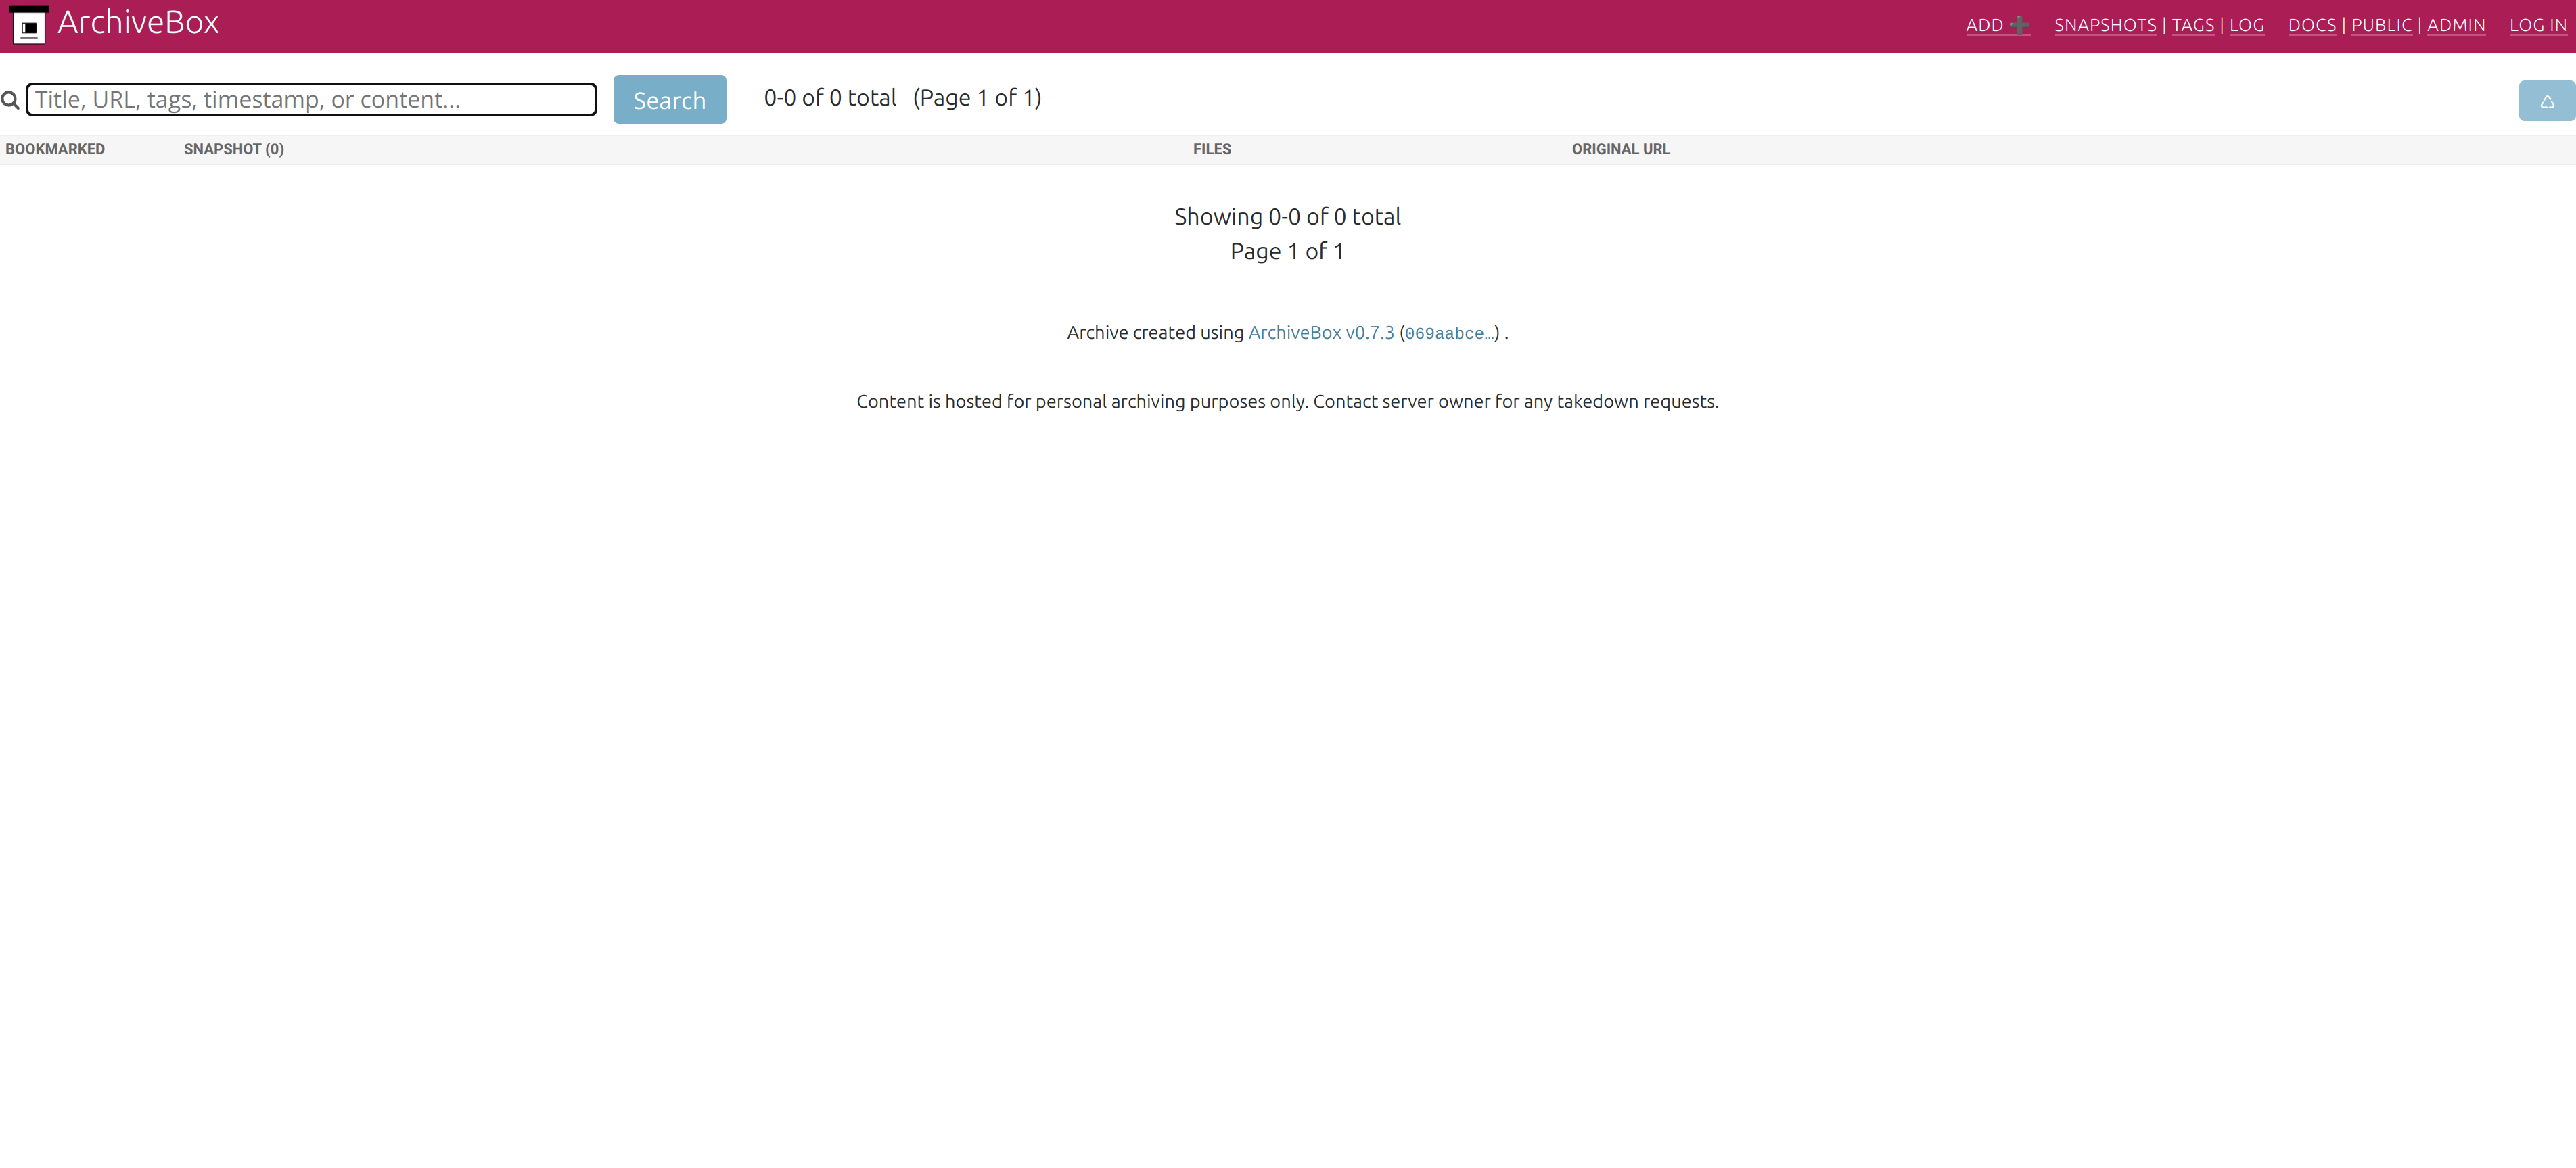 ArchiveBox
ADD ➕ SNAPSHOTS | TAGS | LOG DOCS | PUBLIC | ADMIN LOG IN
Title, URL, tags, timestamp, or content... Search 0-0 of 0 total (Page 1 of 1) ♺
BOOKMARKED SNAPSHOT (0) FILES ORIGINAL URL
Showing 0-0 of 0 total
Page 1 of 1
Archive created using ArchiveBox v0.7.3 (069aabce…) .
Content is hosted for personal archiving purposes only. Contact server owner for any takedown requests.